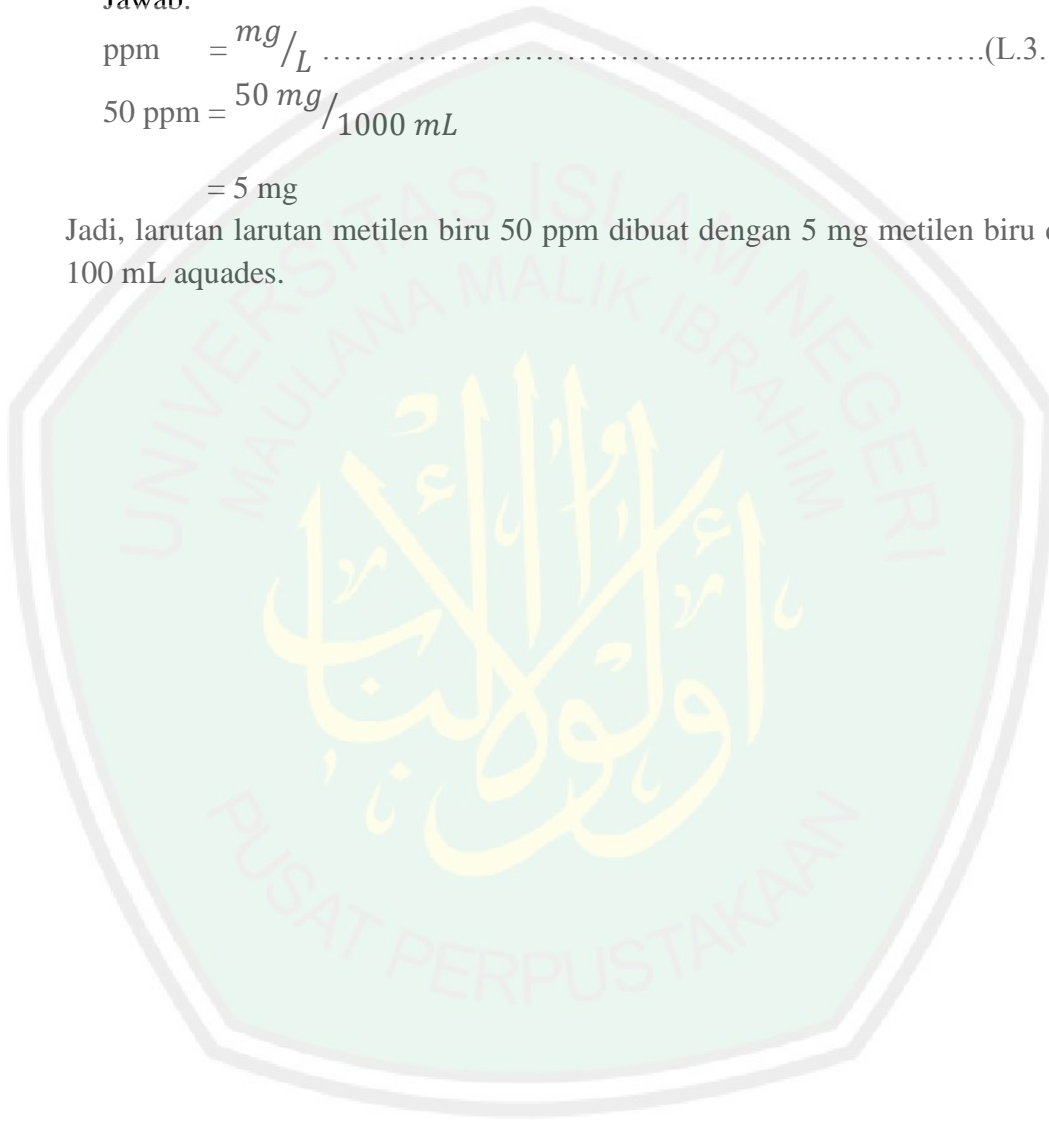 Jawab:
ppm = mg/L ……………………………........................…………….(L.3.
50 ppm = 50 mg/1000 mL
= 5 mg
Jadi, larutan larutan metilen biru 50 ppm dibuat dengan 5 mg metilen biru
100 mL aquades.
UNIVERSITAS ISLAM NEGERI
MAULANA MALIK IBRAHIM
PUSAT PERPUSTAKAAN